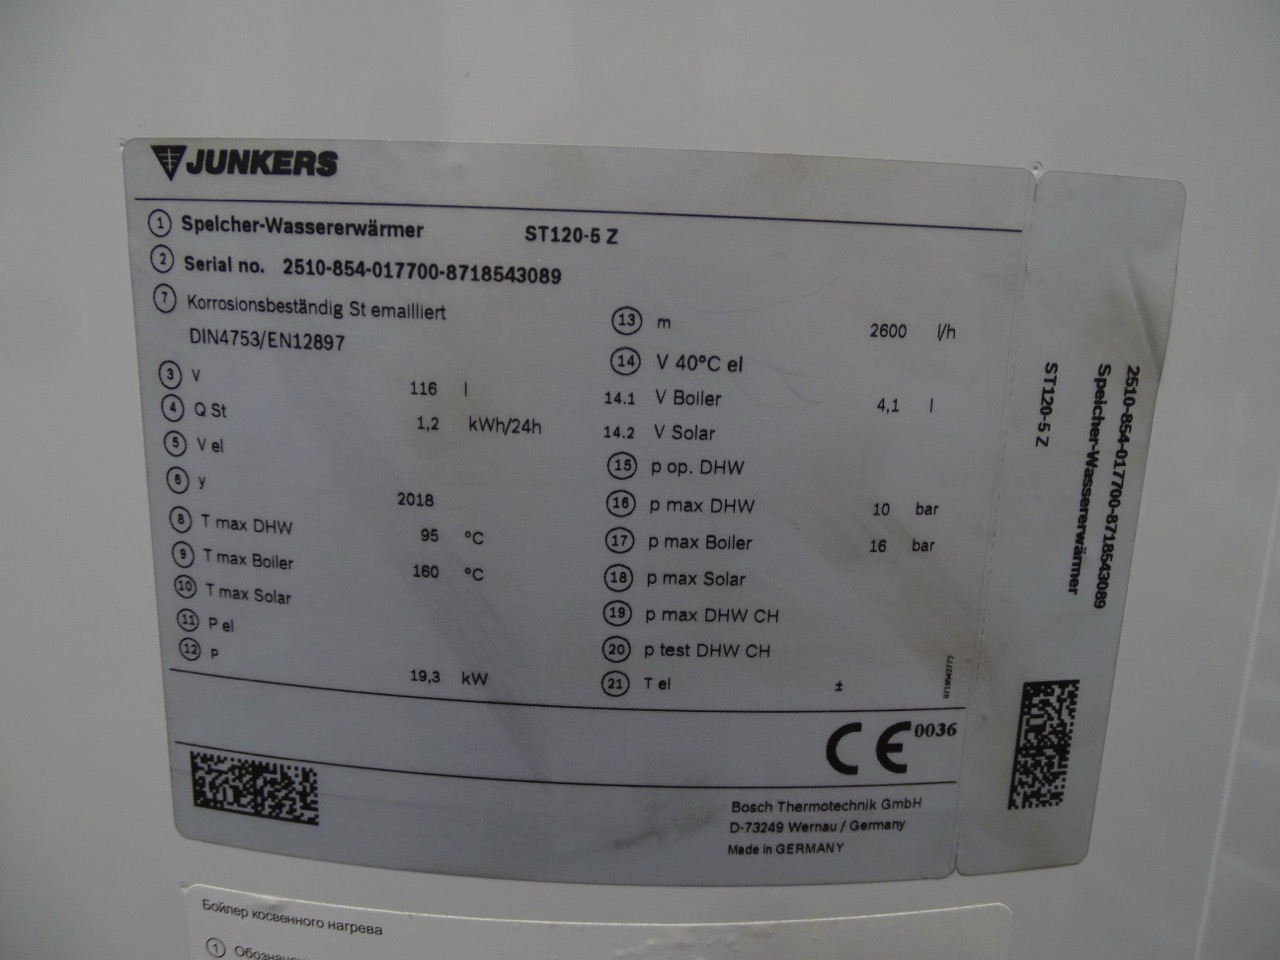 JUNKERS
1 Speicher-Wassererwärmer ST120-5 Z
2 Serial no. 2510-854-017700-8718543089
7 Korrosionsbeständig St emailliert
DIN4753/EN12897
3 V 116 l
4 Q St 1,2 kWh/24h
5 V el
6 y 2018
8 T max DHW 95 °C
9 T max Boiler 160 °C
10 T max Solar
11 P el
12 P 19,3 kW
13 m 2600 l/h
14 V 40°C el
14.1 V Boiler 4,1 l
14.2 V Solar
15 p op. DHW
16 p max DHW 10 bar
17 p max Boiler 16 bar
18 p max Solar
19 p max DHW CH
20 p test DHW CH
21 T el ±
CE 0036
Bosch Thermotechnik GmbH
D-73249 Wernau / Germany
Made in GERMANY
2510-854-017700-8718543089
Speicher-Wassererwärmer
ST120-5 Z
Бойлер косвенного нагрева
1